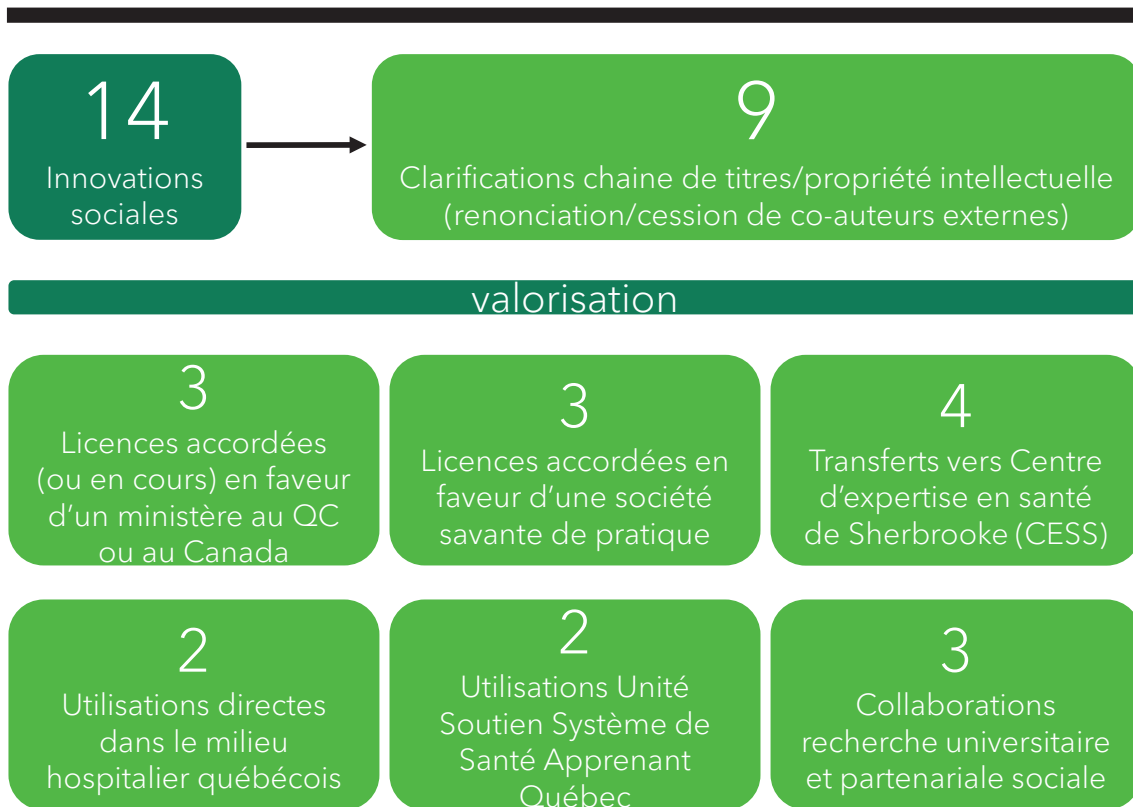 14
Innovations
sociales
9
Clarifications chaine de titres/propriété intellectuelle
(renonciation/cession de co-auteurs externes)
valorisation
3
Licences accordées
(ou en cours) en faveur
d'un ministère au QC
ou au Canada
3
Licences accordées en
faveur d'une société
savante de pratique
4
Transferts vers Centre
d'expertise en santé
de Sherbrooke (CESS)
2
Utilisations directes
dans le milieu
hospitalier québécois
2
Utilisations Unité
Soutien Système de
Santé Apprenant
Québec
3
Collaborations
recherche universitaire
et partenariale sociale